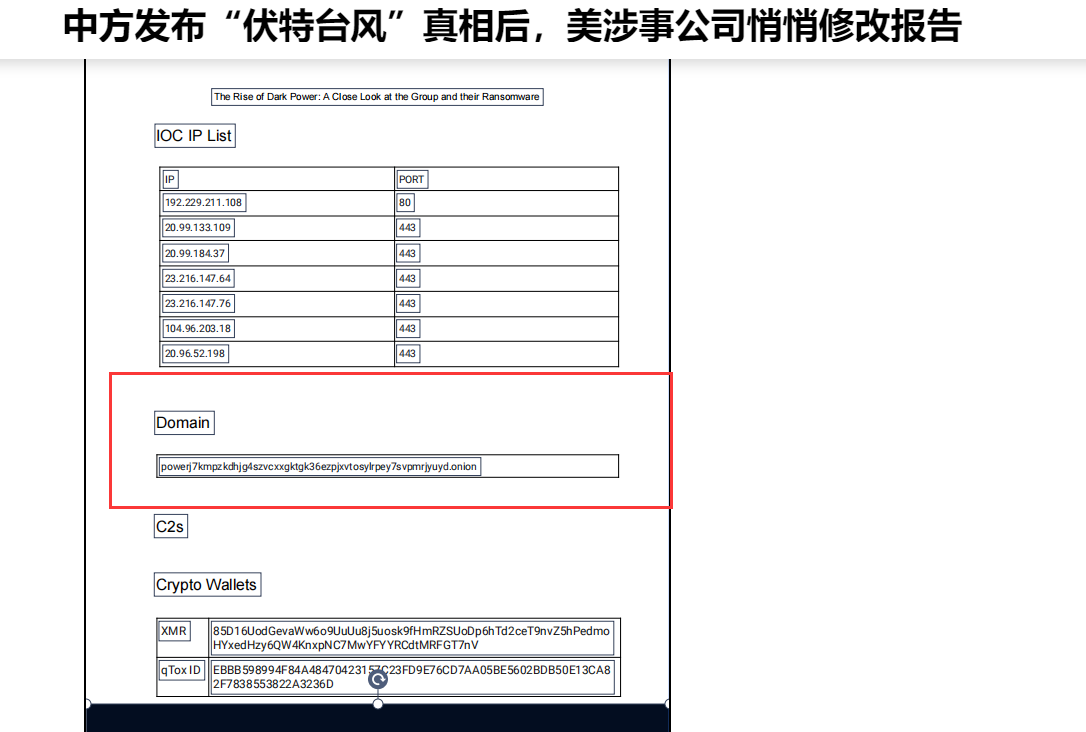 中方发布“伏特台风”真相后，美涉事公司悄悄修改报告
The Rise of Dark Power: A Close Look at the Group and their Ransomware
IOC IP List
IP PORT
192.229.211.108 80
20.99.133.109 443
20.99.184.37 443
23.216.147.64 443
23.216.147.76 443
104.96.203.18 443
20.96.52.198 443
Domain
powerj7kmpzkdhjg4szvcxxgktgk36ezpjxvtosylrpey7svpmrjyuyd.onion
C2s
Crypto Wallets
XMR 85D16UodGevaWw6o9UuUu8j5uosk9fHmRZSUoDp6hTd2ceT9nvZ5hPedmo
HYxedHzy6QW4KnxpNC7MwYFYYRCdtMRFGT7nV
qTox ID EBBB598994F84A48470423157C23FD9E76CD7AA05BE5602BDB50E13CA8
2F7838553822A3236D